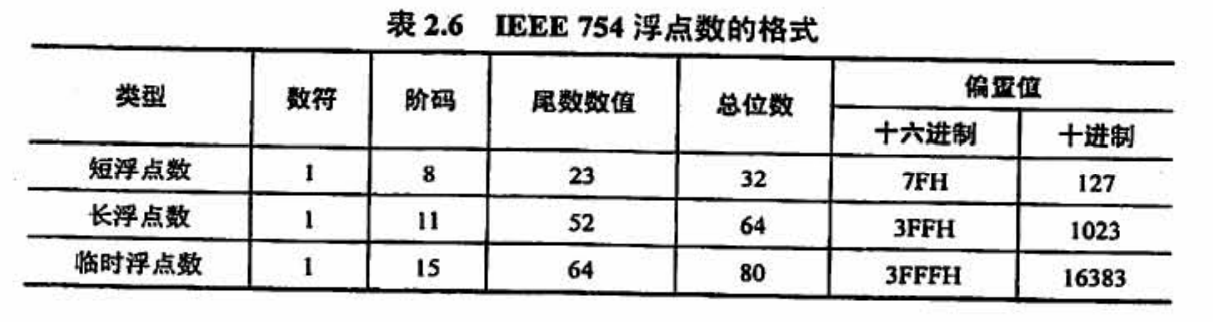 表 2.6 IEEE 754 浮点数的格式
类型 数符 阶码 尾数数值 总位数 偏置值
十六进制 十进制
短浮点数 1 8 23 32 7FH 127
长浮点数 1 11 52 64 3FFH 1023
临时浮点数 1 15 64 80 3FFFH 16383